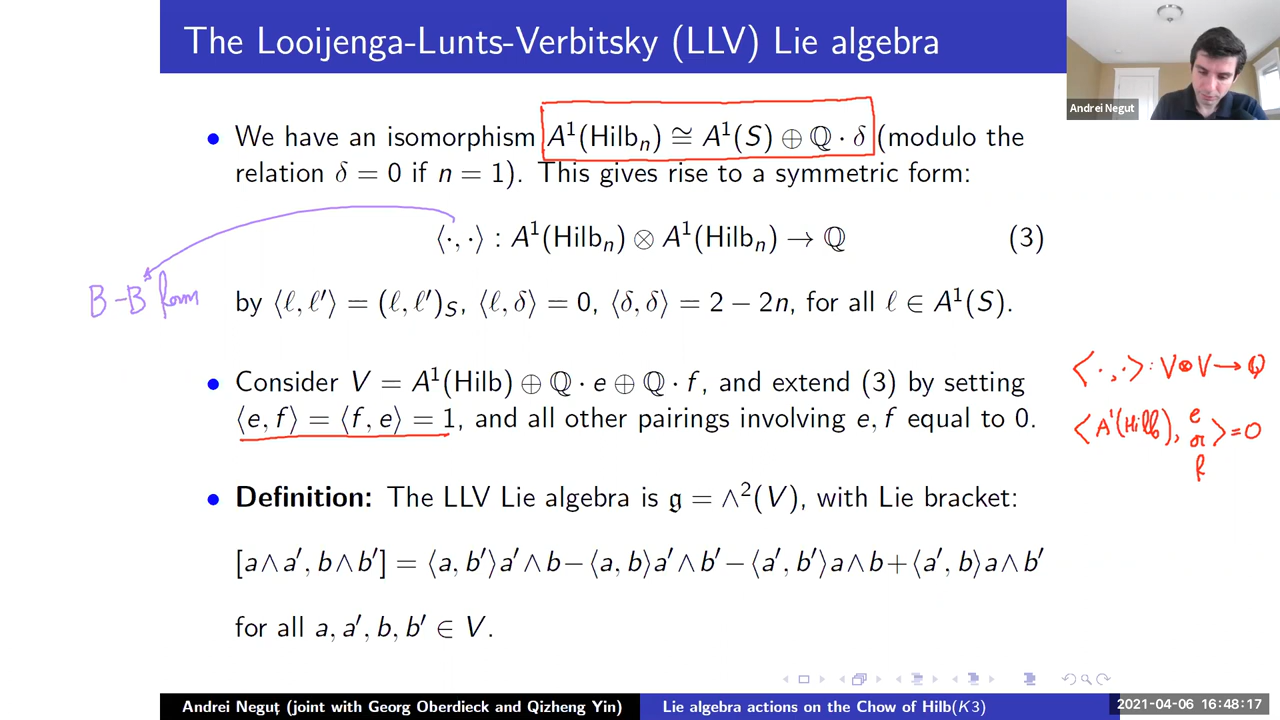 The Looijenga-Lunts-Verbitsky (LLV) Lie algebra
Andrei Negut
• We have an isomorphism A¹(Hilbₙ) ≅ A¹(S) ⊕ ℚ · δ (modulo the
relation δ = 0 if n = 1). This gives rise to a symmetric form:
⟨·, ·⟩ : A¹(Hilbₙ) ⊗ A¹(Hilbₙ) → ℚ (3)
B-B form
by ⟨ℓ, ℓ′⟩ = (ℓ, ℓ′)_S, ⟨ℓ, δ⟩ = 0, ⟨δ, δ⟩ = 2 − 2n, for all ℓ ∈ A¹(S).
• Consider V = A¹(Hilb) ⊕ ℚ · e ⊕ ℚ · f, and extend (3) by setting
⟨e, f⟩ = ⟨f, e⟩ = 1, and all other pairings involving e, f equal to 0.
⟨·, ·⟩ : V ⊗ V → ℚ
⟨A¹(Hilb), e or f⟩ = 0
• Definition: The LLV Lie algebra is 𝔤 = ∧²(V), with Lie bracket:
[a∧a′, b∧b′] = ⟨a, b′⟩a′∧b−⟨a, b⟩a′∧b′−⟨a′, b′⟩a∧b+⟨a′, b⟩a∧b′
for all a, a′, b, b′ ∈ V.
Andrei Neguț (joint with Georg Oberdieck and Qizheng Yin)
Lie algebra actions on the Chow of Hilb(K3)
2021-04-06 16:48:17